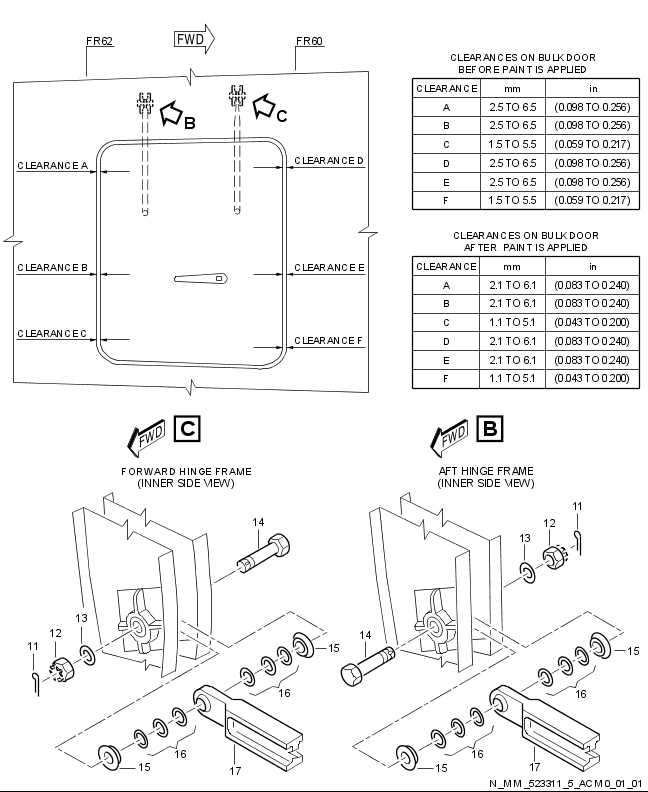 FR62
FWD
FR60
B
C
CLEARANCE A
CLEARANCE D
CLEARANCE B
CLEARANCE E
CLEARANCE C
CLEARANCE F
CLEARANCES ON BULK DOOR
BEFORE PAINT IS APPLIED
CLEARANCE mm in
A 2.5 TO 6.5 (0.098 TO 0.256)
B 2.5 TO 6.5 (0.098 TO 0.256)
C 1.5 TO 5.5 (0.059 TO 0.217)
D 2.5 TO 6.5 (0.098 TO 0.256)
E 2.5 TO 6.5 (0.098 TO 0.256)
F 1.5 TO 5.5 (0.059 TO 0.217)
CLEARANCES ON BULK DOOR
AFTER PAINT IS APPLIED
CLEARANCE mm in
A 2.1 TO 6.1 (0.083 TO 0.240)
B 2.1 TO 6.1 (0.083 TO 0.240)
C 1.1 TO 5.1 (0.043 TO 0.200)
D 2.1 TO 6.1 (0.083 TO 0.240)
E 2.1 TO 6.1 (0.083 TO 0.240)
F 1.1 TO 5.1 (0.043 TO 0.200)
FWD
C
FORWARD HINGE FRAME
(INNER SIDE VIEW)
14
13
12
11
15
16
16
15
17
FWD
B
AFT HINGE FRAME
(INNER SIDE VIEW)
11
12
13
14
15
16
16
15
17
N_MM_523311_5_ACM0_01_01